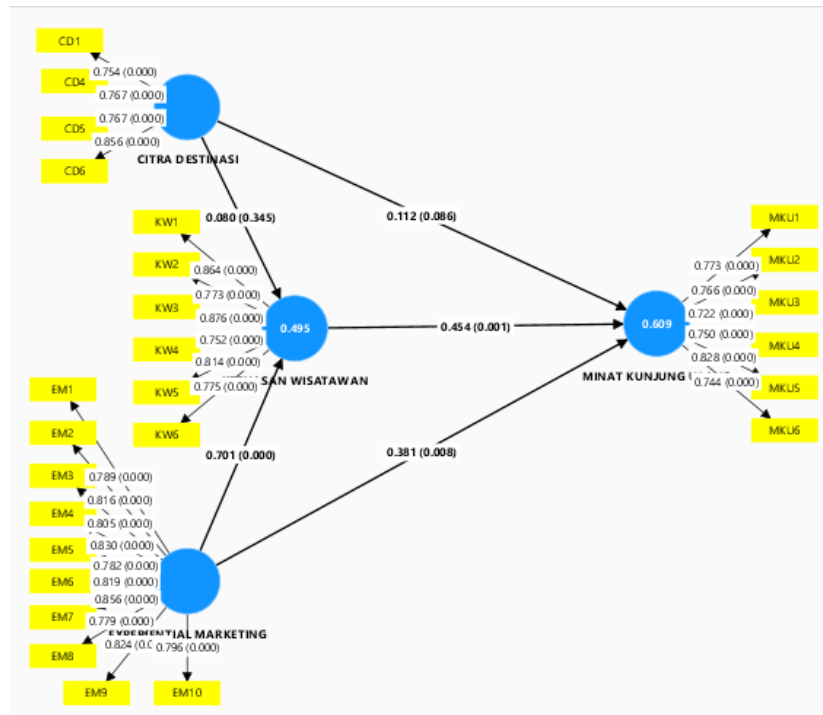 CD1
0.754 (0.000)
CD4
0.767 (0.000)
CD5
0.767 (0.000)
CD6
0.856 (0.000)
CITRA DESTINASI
0.080 (0.345)
0.112 (0.086)
KW1
0.864 (0.000)
KW2
0.773 (0.000)
KW3
0.876 (0.000)
KW4
0.752 (0.000)
KW5
0.814 (0.000)
KW6
0.775 (0.000)
0.495
WISATAWAN
0.454 (0.001)
MKU1
0.773 (0.000)
MKU2
0.766 (0.000)
MKU3
0.722 (0.000)
MKU4
0.750 (0.000)
MKU5
0.828 (0.000)
MKU6
0.744 (0.000)
0.609
MINAT KUNJUNG
0.701 (0.000)
0.381 (0.008)
EM1
0.789 (0.000)
EM2
0.816 (0.000)
EM3
0.805 (0.000)
EM4
0.830 (0.000)
EM5
0.782 (0.000)
EM6
0.819 (0.000)
EM7
0.856 (0.000)
EM8
0.779 (0.000)
EXPERIENTIAL MARKETING
0.824 (0.0
0.796 (0.000)
EM9
EM10